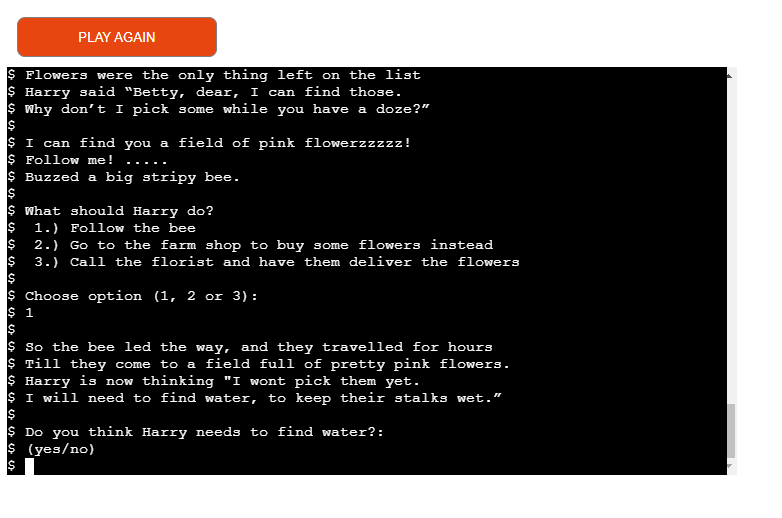 PLAY AGAIN
$ Flowers were the only thing left on the list
$ Harry said “Betty, dear, I can find those.
$ Why don’t I pick some while you have a doze?”
$
$ I can find you a field of pink flowerzzzzz!
$ Follow me! .....
$ Buzzed a big stripy bee.
$
$ What should Harry do?
$  1.) Follow the bee
$  2.) Go to the farm shop to buy some flowers instead
$  3.) Call the florist and have them deliver the flowers
$
$ Choose option (1, 2 or 3):
$ 1
$
$ So the bee led the way, and they travelled for hours
$ Till they come to a field full of pretty pink flowers.
$ Harry is now thinking "I wont pick them yet.
$ I will need to find water, to keep their stalks wet.”
$
$ Do you think Harry needs to find water?:
$ (yes/no)
$